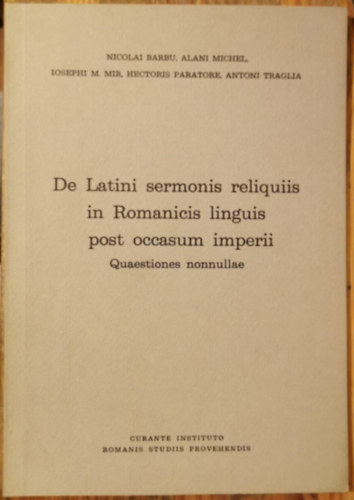 NICOLAI BARBU, ALANI MICHEL,
IOSEPHI M. MIR, HECTORIS PARATORE, ANTONI TRAGLIA
De Latini sermonis reliquiis
in Romanicis linguis
post occasum imperii
Quaestiones nonnullae
CURANTE INSTITUTO
ROMANIS STUDIIS PROVEHENDIS